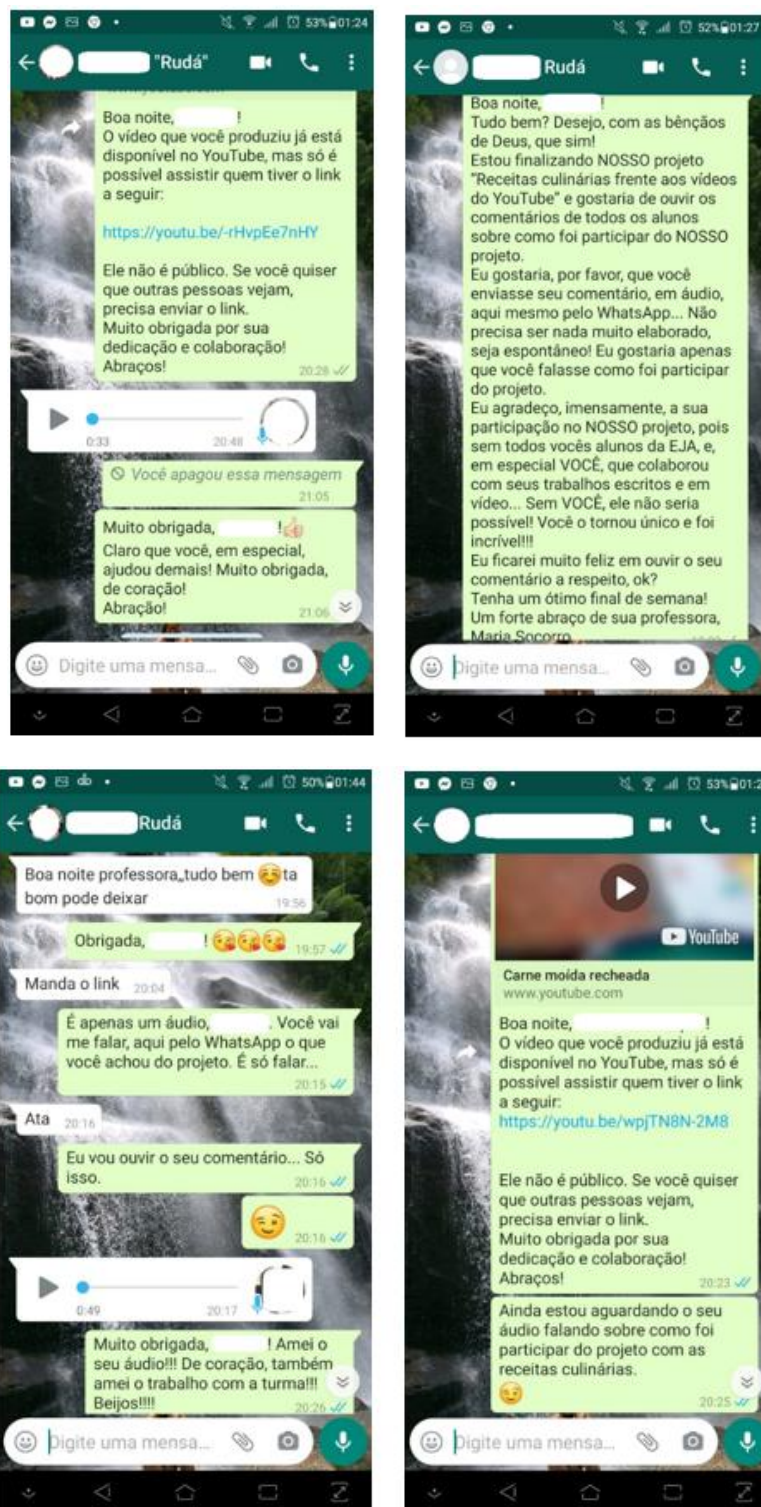 53% 01:24
"Rudá"
Boa noite, !
O vídeo que você produziu já está
disponível no YouTube, mas só é
possível assistir quem tiver o link
a seguir:
https://youtu.be/-rHvpEe7nHY
Ele não é público. Se você quiser
que outras pessoas vejam,
precisa enviar o link.
Muito obrigada por sua
dedicação e colaboração!
Abraços!
20:28
0:33 20:48
Você apagou essa mensagem
21:05
Muito obrigada, !
Claro que você, em especial,
ajudou demais! Muito obrigada,
de coração!
Abração!
21:06
Digite uma mensa...
52% 01:27
Rudá
Boa noite, !
Tudo bem? Desejo, com as bênçãos
de Deus, que sim!
Estou finalizando NOSSO projeto
"Receitas culinárias frente aos vídeos
do YouTube" e gostaria de ouvir os
comentários de todos os alunos
sobre como foi participar do NOSSO
projeto.
Eu gostaria, por favor, que você
enviasse seu comentário, em áudio,
aqui mesmo pelo WhatsApp... Não
precisa ser nada muito elaborado,
seja espontâneo! Eu gostaria apenas
que você falasse como foi participar
do projeto.
Eu agradeço, imensamente, a sua
participação no NOSSO projeto, pois
sem todos vocês alunos da EJA, e,
em especial VOCÊ, que colaborou
com seus trabalhos escritos e em
vídeo... Sem VOCÊ, ele não seria
possível! Você o tornou único e foi
incrível!!!
Eu ficarei muito feliz em ouvir o seu
comentário a respeito, ok?
Tenha um ótimo final de semana!
Um forte abraço de sua professora,
Maria Socorro
Digite uma mensa...
50% 01:44
Rudá
Boa noite professora,,tudo bem ☺️ ta
bom pode deixar
19:56
Obrigada, ! 😘😘😘 19:57
Manda o link 20:04
É apenas um áudio, . Você vai
me falar, aqui pelo WhatsApp o que
você achou do projeto. É só falar...
20:15
Ata 20:16
Eu vou ouvir o seu comentário... Só
isso.
20:16
😉
20:16
0:49 20:17
Muito obrigada, ! Amei o
seu áudio!!! De coração, também
amei o trabalho com a turma!!!
Beijos!!!!
20:26
Digite uma mensa...
53%
YouTube
Carne moída recheada
www.youtube.com
Boa noite, !
O vídeo que você produziu já está
disponível no YouTube, mas só é
possível assistir quem tiver o link
a seguir:
https://youtu.be/wpjTN8N-2M8
Ele não é público. Se você quiser
que outras pessoas vejam,
precisa enviar o link.
Muito obrigada por sua
dedicação e colaboração!
Abraços!
20:23
Ainda estou aguardando o seu
áudio falando sobre como foi
participar do projeto com as
receitas culinárias.
😉
20:25
Digite uma mensa...